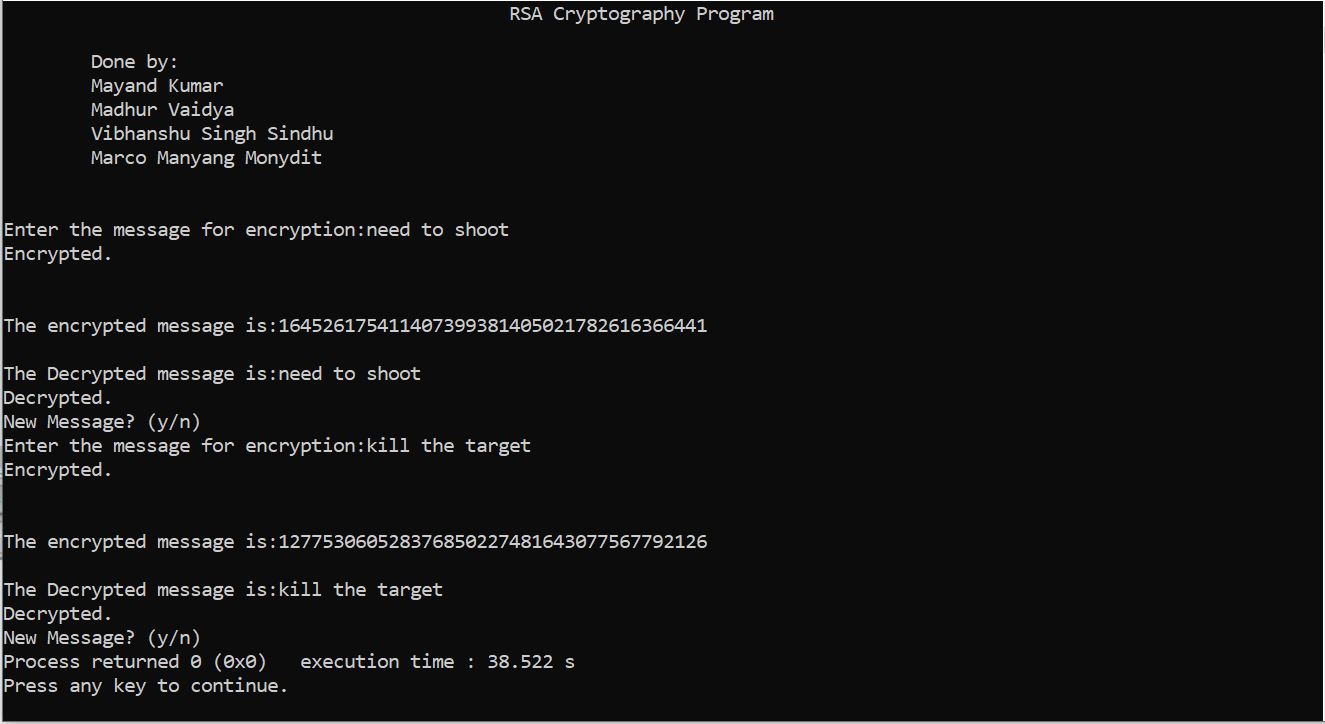 RSA Cryptography Program
Done by:
Mayand Kumar
Madhur Vaidya
Vibhanshu Singh Sindhu
Marco Manyang Monydit
Enter the message for encryption:need to shoot
Encrypted.
The encrypted message is:164526175411407399381405021782616366441
The Decrypted message is:need to shoot
Decrypted.
New Message? (y/n)
Enter the message for encryption:kill the target
Encrypted.
The encrypted message is:127753060528376850227481643077567792126
The Decrypted message is:kill the target
Decrypted.
New Message? (y/n)
Process returned 0 (0x0)   execution time : 38.522 s
Press any key to continue.